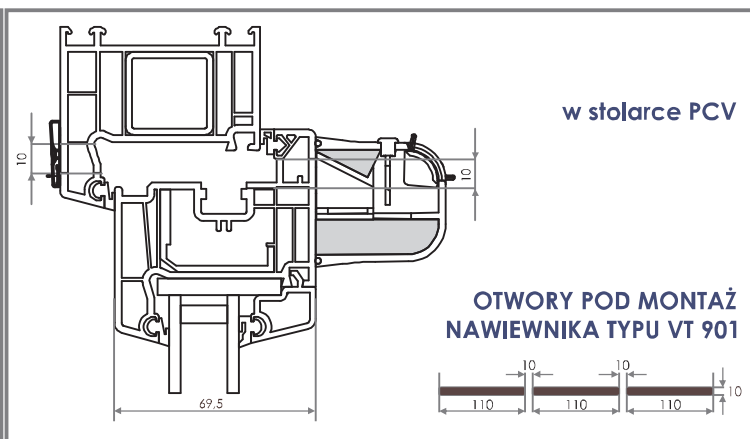 w stolarce PCV
10
10
OTWORY POD MONTAŻ
NAWIEWNIKA TYPU VT 901
10 10
10
110 110 110
69,5